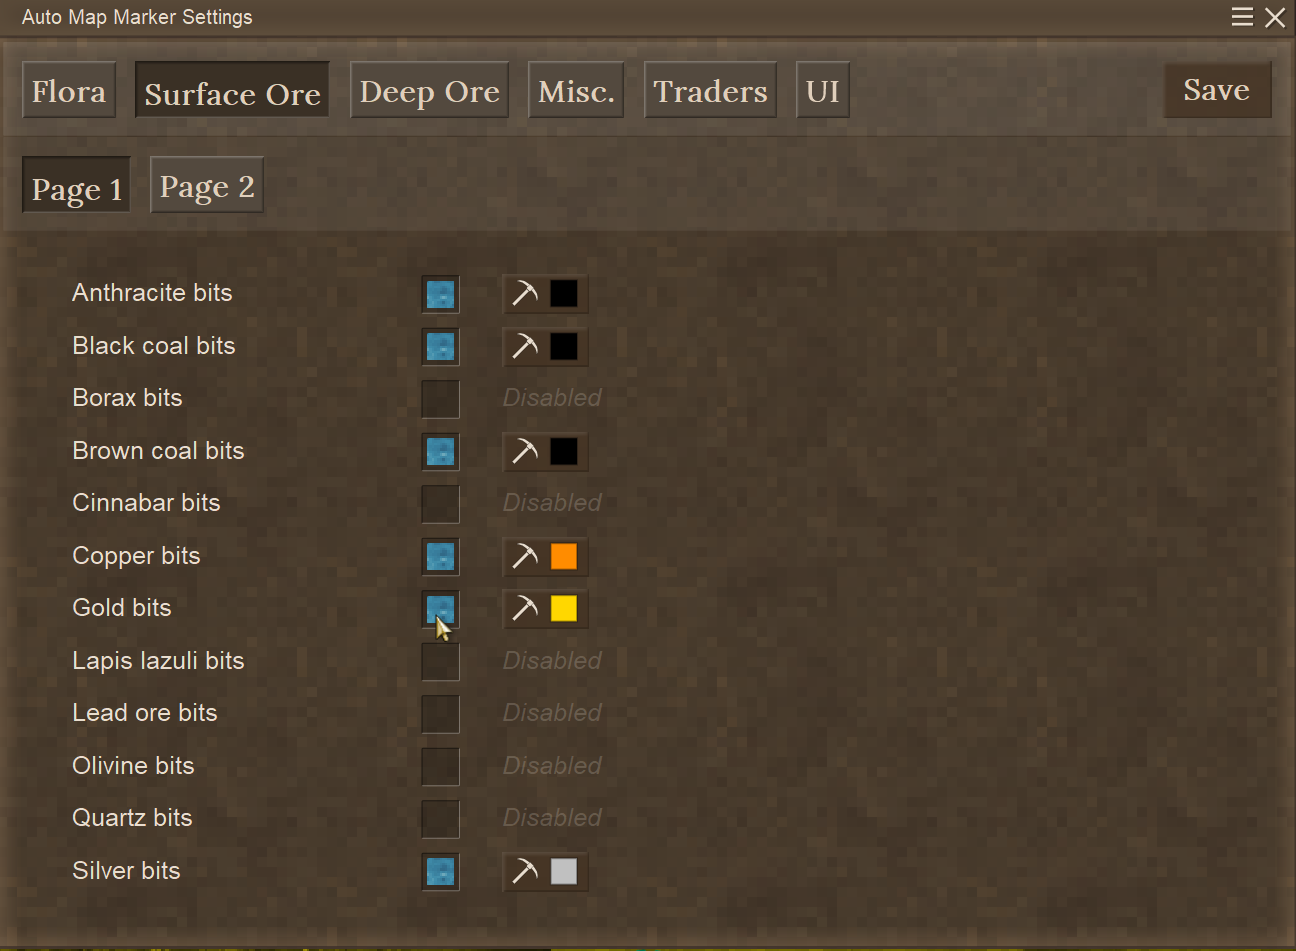 Auto Map Marker Settings
Flora Surface Ore Deep Ore Misc. Traders UI Save
Page 1 Page 2
Anthracite bits
Black coal bits
Borax bits Disabled
Brown coal bits
Cinnabar bits Disabled
Copper bits
Gold bits
Lapis lazuli bits Disabled
Lead ore bits Disabled
Olivine bits Disabled
Quartz bits Disabled
Silver bits